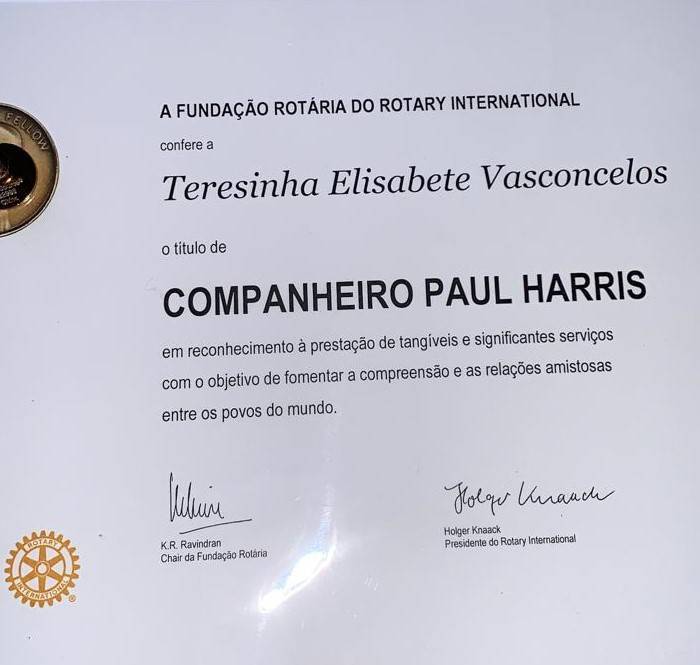 FELLOW
A FUNDAÇÃO ROTÁRIA DO ROTARY INTERNATIONAL
confere a
Teresinha Elisabete Vasconcelos
o título de
COMPANHEIRO PAUL HARRIS
em reconhecimento à prestação de tangíveis e significantes serviços
com o objetivo de fomentar a compreensão e as relações amistosas
entre os povos do mundo.
Holger Knaack
K.R. Ravindran
Chair da Fundação Rotária
Holger Knaack
Presidente do Rotary International
ROTARY
INTERNATIONAL
®